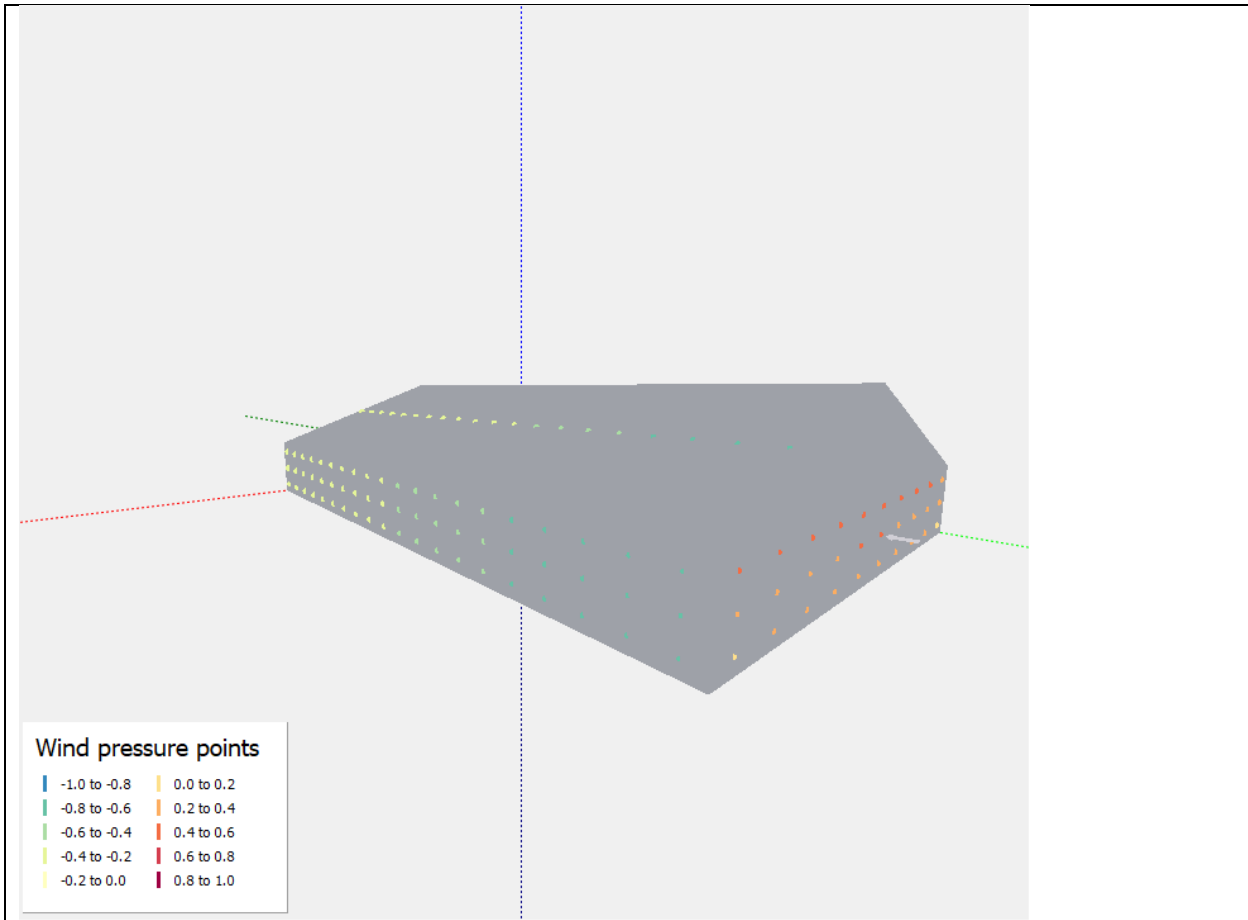 Wind pressure points
-1.0 to -0.8 0.0 to 0.2
-0.8 to -0.6 0.2 to 0.4
-0.6 to -0.4 0.4 to 0.6
-0.4 to -0.2 0.6 to 0.8
-0.2 to 0.0 0.8 to 1.0